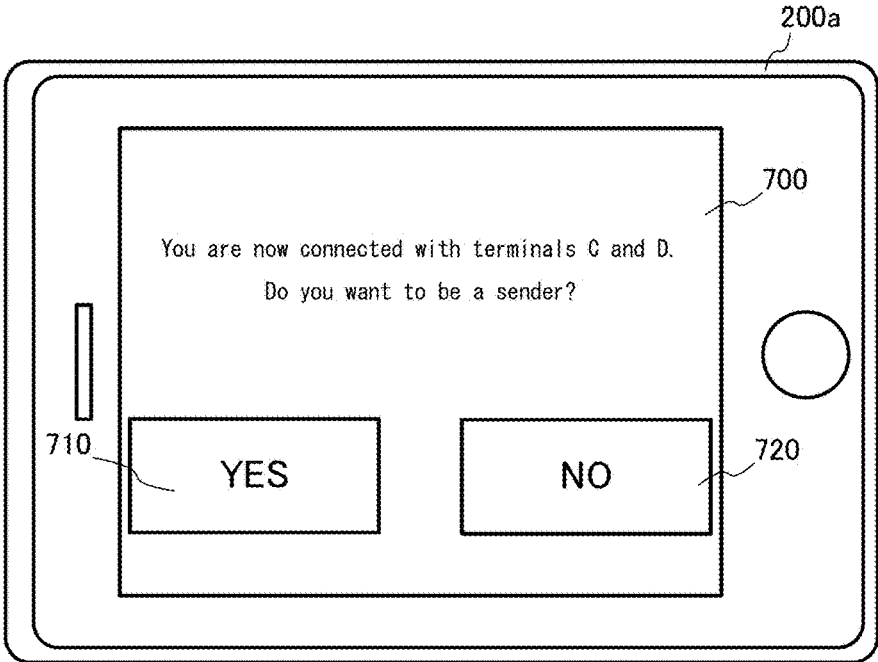 200a
700
You are now connected with terminals C and D.
Do you want to be a sender?
710
YES
NO
720